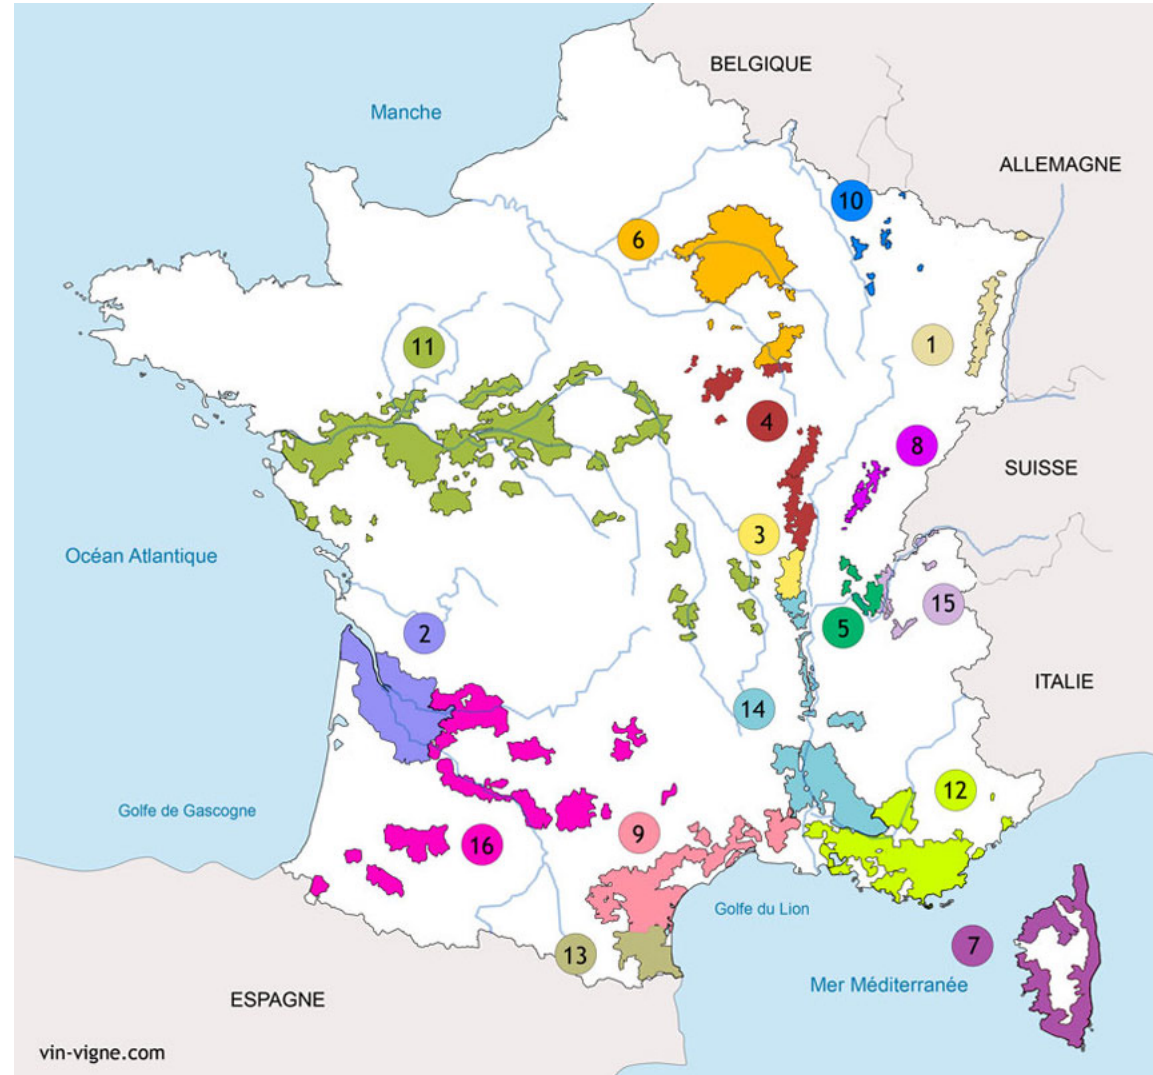 BELGIQUE
Manche
ALLEMAGNE
10
6
1
11
4
8
SUISSE
3
Océan Atlantique
15
2
5
ITALIE
14
12
Golfe de Gascogne
9
16
Golfe du Lion
7
13
Mer Méditerranée
ESPAGNE
vin-vigne.com